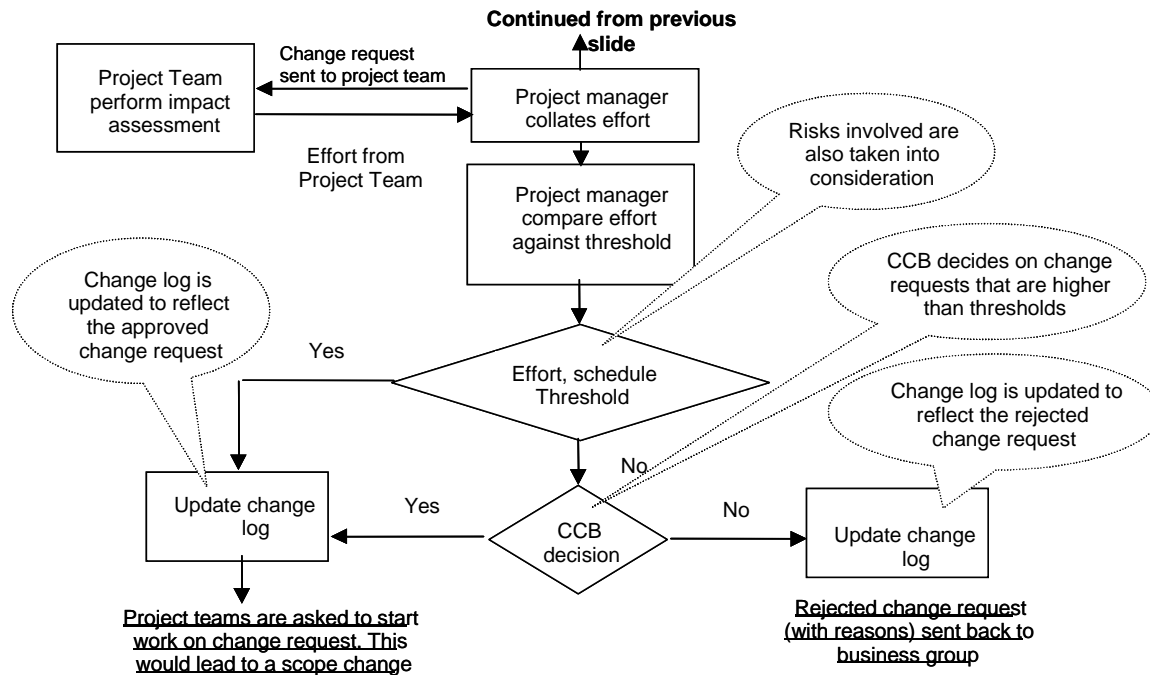 Continued from previous
slide
Change request
sent to project team
Project Team
perform impact
assessment
Project manager
collates effort
Effort from
Project Team
Risks involved are
also taken into
consideration
Project manager
compare effort
against threshold
CCB decides on change
requests that are higher
than thresholds
Change log is
updated to reflect
the approved
change request
Yes
Effort, schedule
Threshold
Change log is updated to
reflect the rejected
change request
No
Update change
log
Yes
CCB
decision
No
Update change
log
Project teams are asked to start
work on change request. This
would lead to a scope change
Rejected change request
(with reasons) sent back to
business group